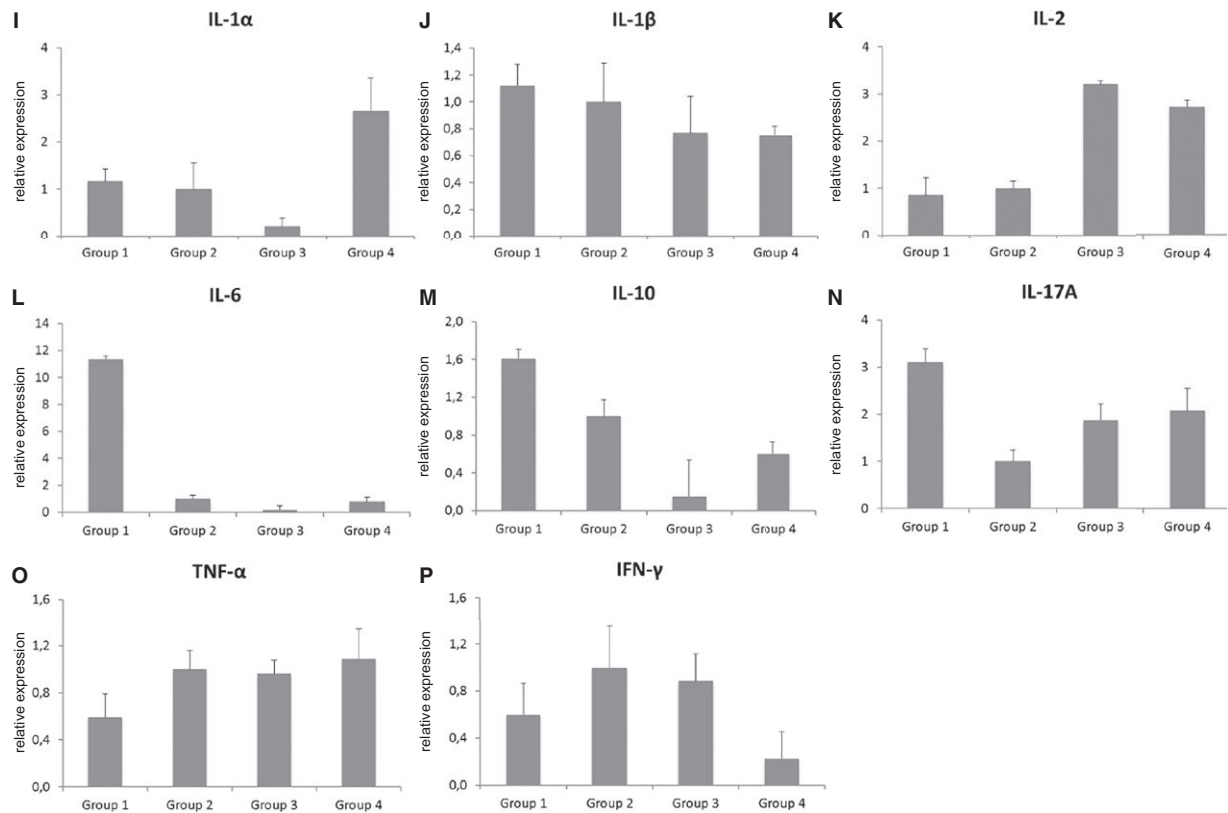 I
IL-1α
relative expression
4
3
2
1
0
Group 1 Group 2 Group 3 Group 4
J
IL-1β
relative expression
1,4
1,2
1,0
0,8
0,6
0,4
0,2
0,0
Group 1 Group 2 Group 3 Group 4
K
IL-2
relative expression
4
3
2
1
0
Group 1 Group 2 Group 3 Group 4
L
IL-6
relative expression
14
12
10
8
6
4
2
0
Group 1 Group 2 Group 3 Group 4
M
IL-10
relative expression
2,0
1,6
1,2
0,8
0,4
0,0
Group 1 Group 2 Group 3 Group 4
N
IL-17A
relative expression
4
3
2
1
0
Group 1 Group 2 Group 3 Group 4
O
TNF-α
relative expression
1,6
1,2
0,8
0,4
0,0
Group 1 Group 2 Group 3 Group 4
P
IFN-γ
relative expression
1,6
1,2
0,8
0,4
0,0
Group 1 Group 2 Group 3 Group 4